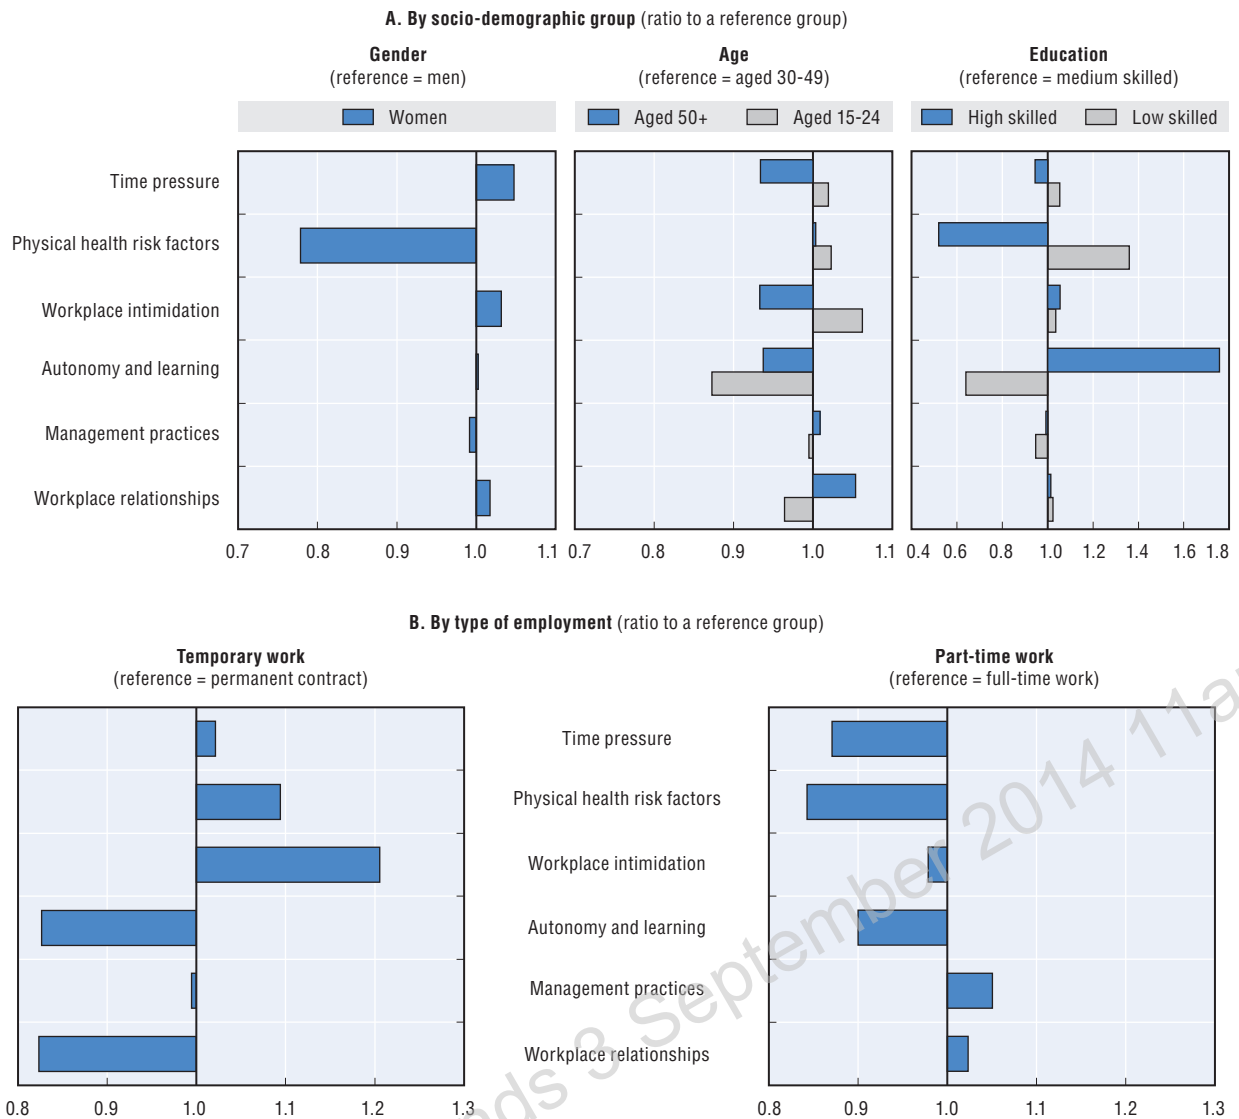 A. By socio-demographic group (ratio to a reference group)
Gender
(reference = men)
Age
(reference = aged 30-49)
Education
(reference = medium skilled)
Women
Aged 50+ Aged 15-24
High skilled Low skilled
Time pressure
Physical health risk factors
Workplace intimidation
Autonomy and learning
Management practices
Workplace relationships
0.7 0.8 0.9 1.0 1.1
0.7 0.8 0.9 1.0 1.1
0.4 0.6 0.8 1.0 1.2 1.4 1.6 1.8
B. By type of employment (ratio to a reference group)
Temporary work
(reference = permanent contract)
Part-time work
(reference = full-time work)
Time pressure
Physical health risk factors
Workplace intimidation
Autonomy and learning
Management practices
Workplace relationships
0.8 0.9 1.0 1.1 1.2 1.3
0.8 0.9 1.0 1.1 1.2 1.3
3 September 2014